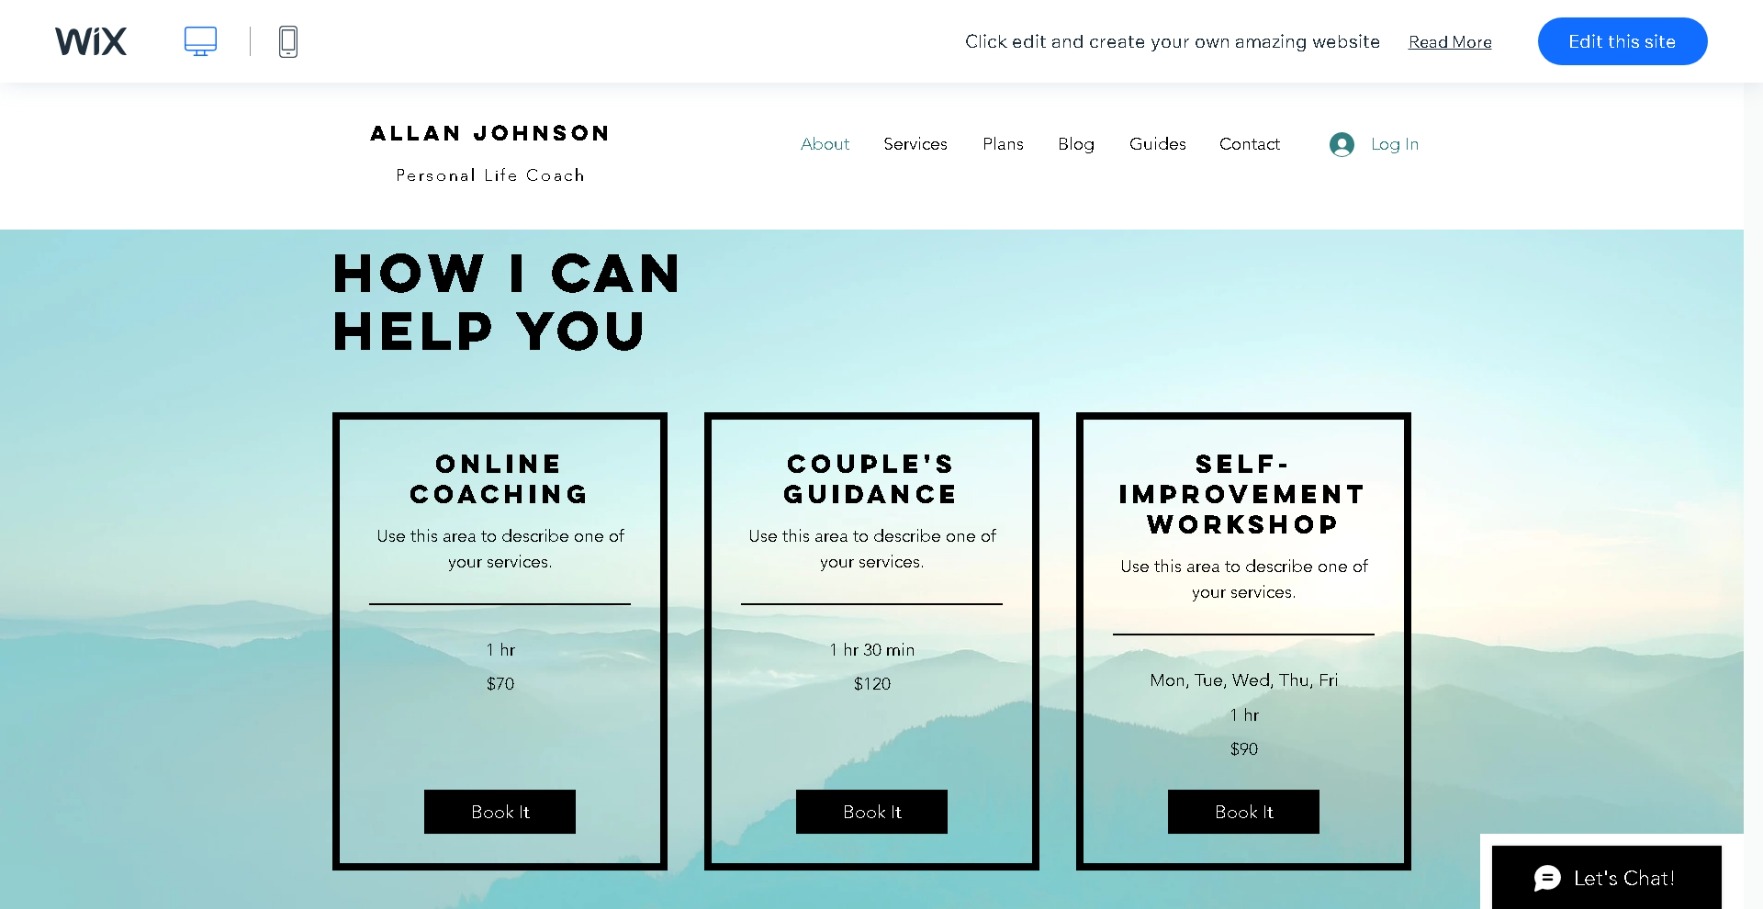 WiX
Click edit and create your own amazing website Read More Edit this site
ALLAN JOHNSON
Personal Life Coach
About Services Plans Blog Guides Contact Log In
HOW I CAN
HELP YOU
ONLINE
COACHING
Use this area to describe one of
your services.
1 hr
$70
Book It
COUPLE'S
GUIDANCE
Use this area to describe one of
your services.
1 hr 30 min
$120
Book It
SELF-
IMPROVEMENT
WORKSHOP
Use this area to describe one of
your services.
Mon, Tue, Wed, Thu, Fri
1 hr
$90
Book It
Let's Chat!